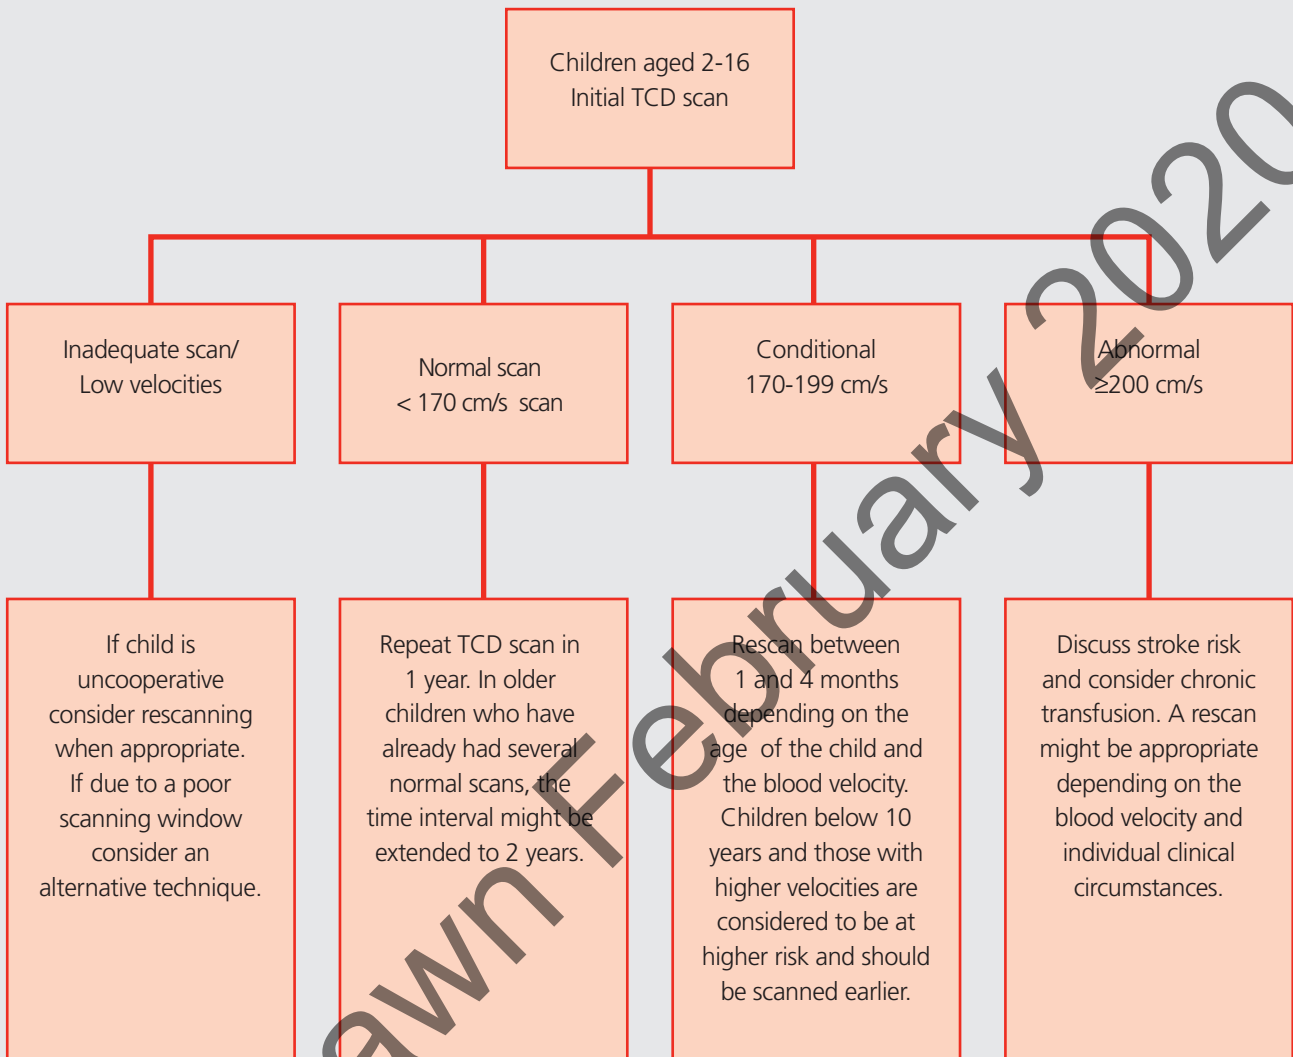 Children aged 2-16
Initial TCD scan
Inadequate scan/
Low velocities
Normal scan
< 170 cm/s  scan
Conditional
170-199 cm/s
Abnormal
≥200 cm/s
If child is
uncooperative
consider rescanning
when appropriate.
If due to a poor
scanning window
consider an
alternative technique.
Repeat TCD scan in
1 year. In older
children who have
already had several
normal scans, the
time interval might be
extended to 2 years.
Rescan between
1 and 4 months
depending on the
age  of the child and
the blood velocity.
Children below 10
years and those with
higher velocities are
considered to be at
higher risk and should
be scanned earlier.
Discuss stroke risk
and consider chronic
transfusion. A rescan
might be appropriate
depending on the
blood velocity and
individual clinical
circumstances.
awn February 2020